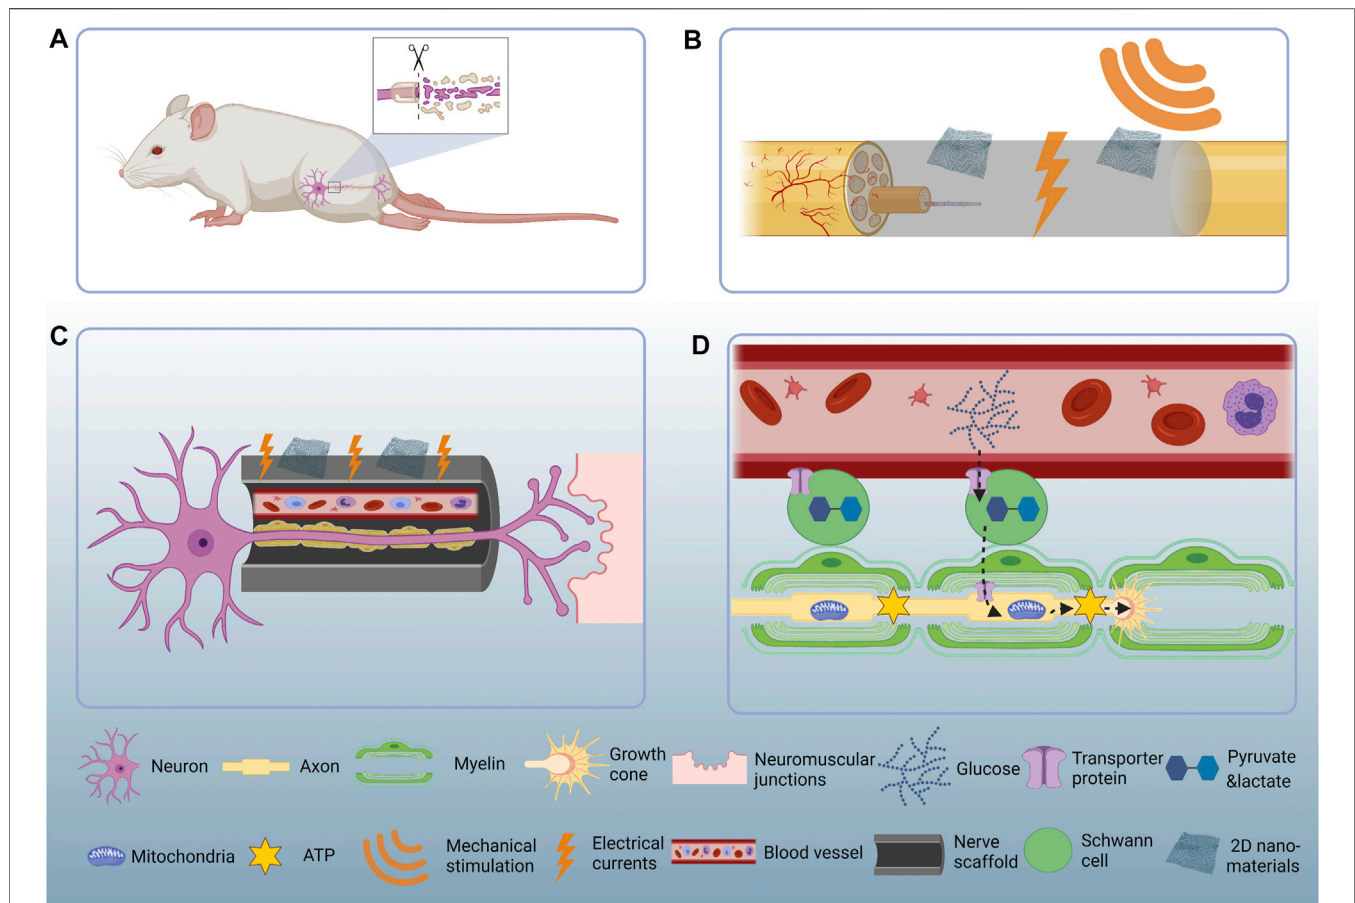 A
B
C
D
Neuron
Axon
Myelin
Growth
cone
Neuromuscular
junctions
Glucose
Transporter
protein
Pyruvate
&lactate
Mitochondria
ATP
Mechanical
stimulation
Electrical
currents
Blood vessel
Nerve
scaffold
Schwann
cell
2D nano-
materials